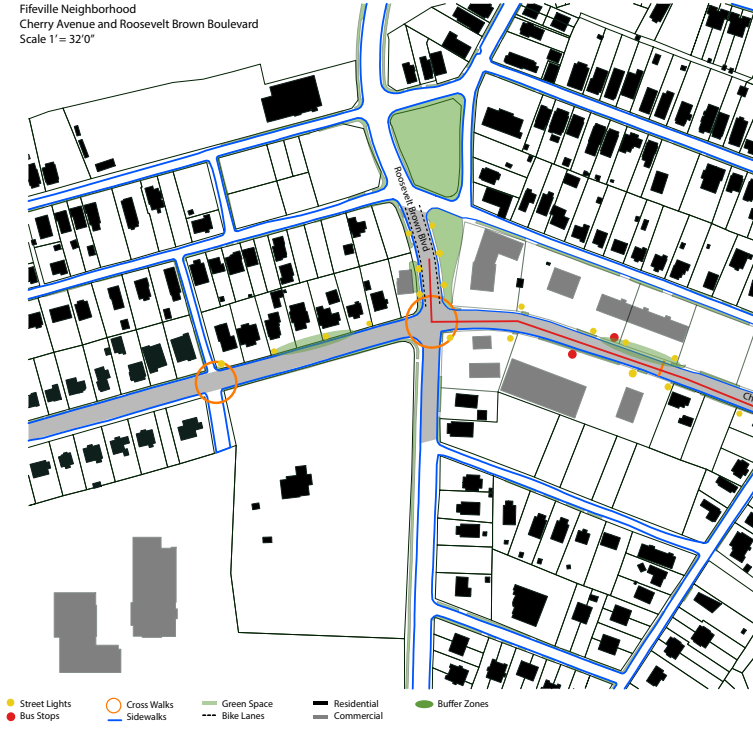 Fifeville Neighborhood
Cherry Avenue and Roosevelt Brown Boulevard
Scale 1' = 32'0"
Roosevelt Brown Blvd
Ch
Street Lights
Bus Stops
Cross Walks
Sidewalks
Green Space
Bike Lanes
Residential
Commercial
Buffer Zones